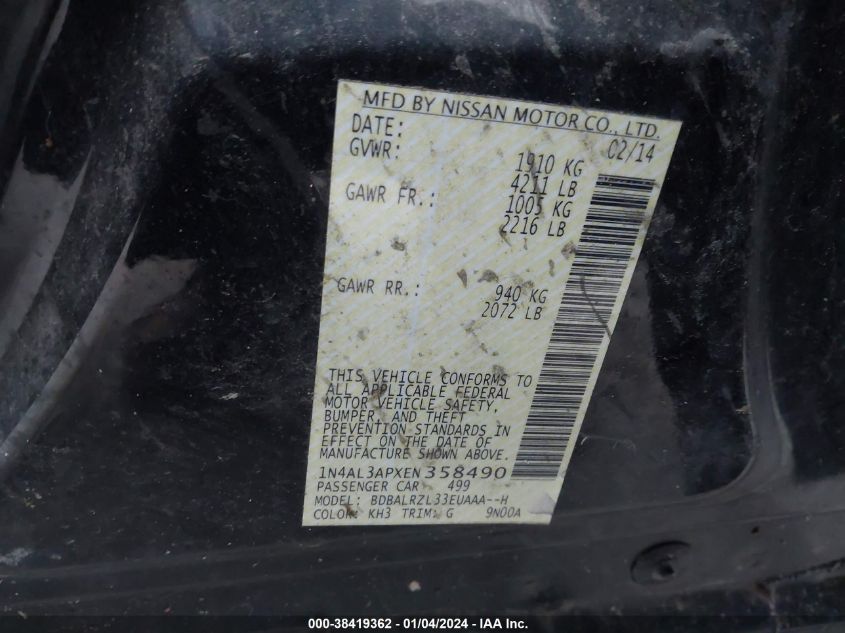 MFD BY NISSAN MOTOR CO., LTD.
DATE: 02/14
GVWR: 1910 KG
4211 LB
GAWR FR.: 1005 KG
2216 LB
GAWR RR.: 940 KG
2072 LB
THIS VEHICLE CONFORMS TO
ALL APPLICABLE FEDERAL
MOTOR VEHICLE SAFETY,
BUMPER, AND THEFT
PREVENTION STANDARDS IN
EFFECT ON THE DATE OF
MANUFACTURE SHOWN ABOVE.
1N4AL3APXEN358490
PASSENGER CAR 499
MODEL: BDBALRZL33EUAAA--H
COLOR: KH3 TRIM: G 9N00A
000-38419362 - 01/04/2024 - IAA Inc.